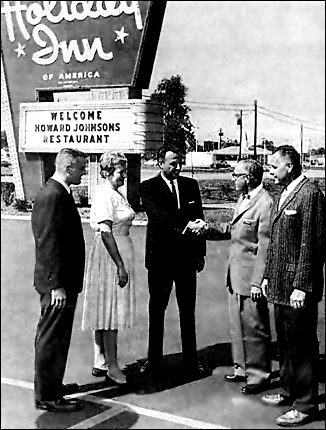 Holiday
Inn
OF AMERICA
WELCOME
HOWARD JOHNSONS
RESTAURANT